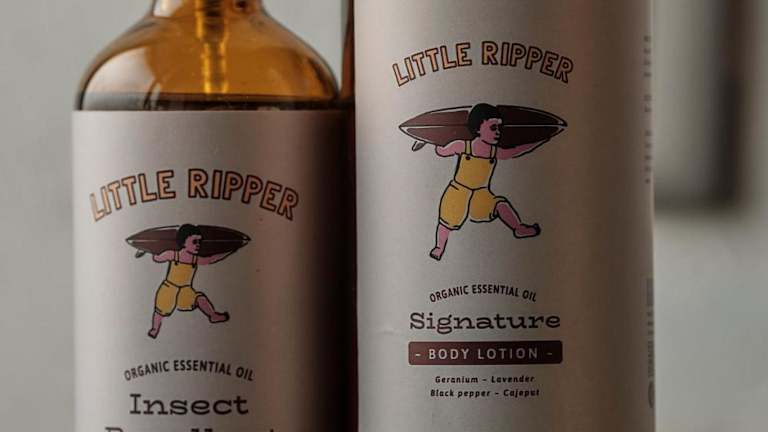 LITTLE RIPPER
ORGANIC ESSENTIAL OIL
Insect
LITTLE RIPPER
ORGANIC ESSENTIAL OIL
Signature
- BODY LOTION -
Geranium - Lavender
Black pepper - Cajeput